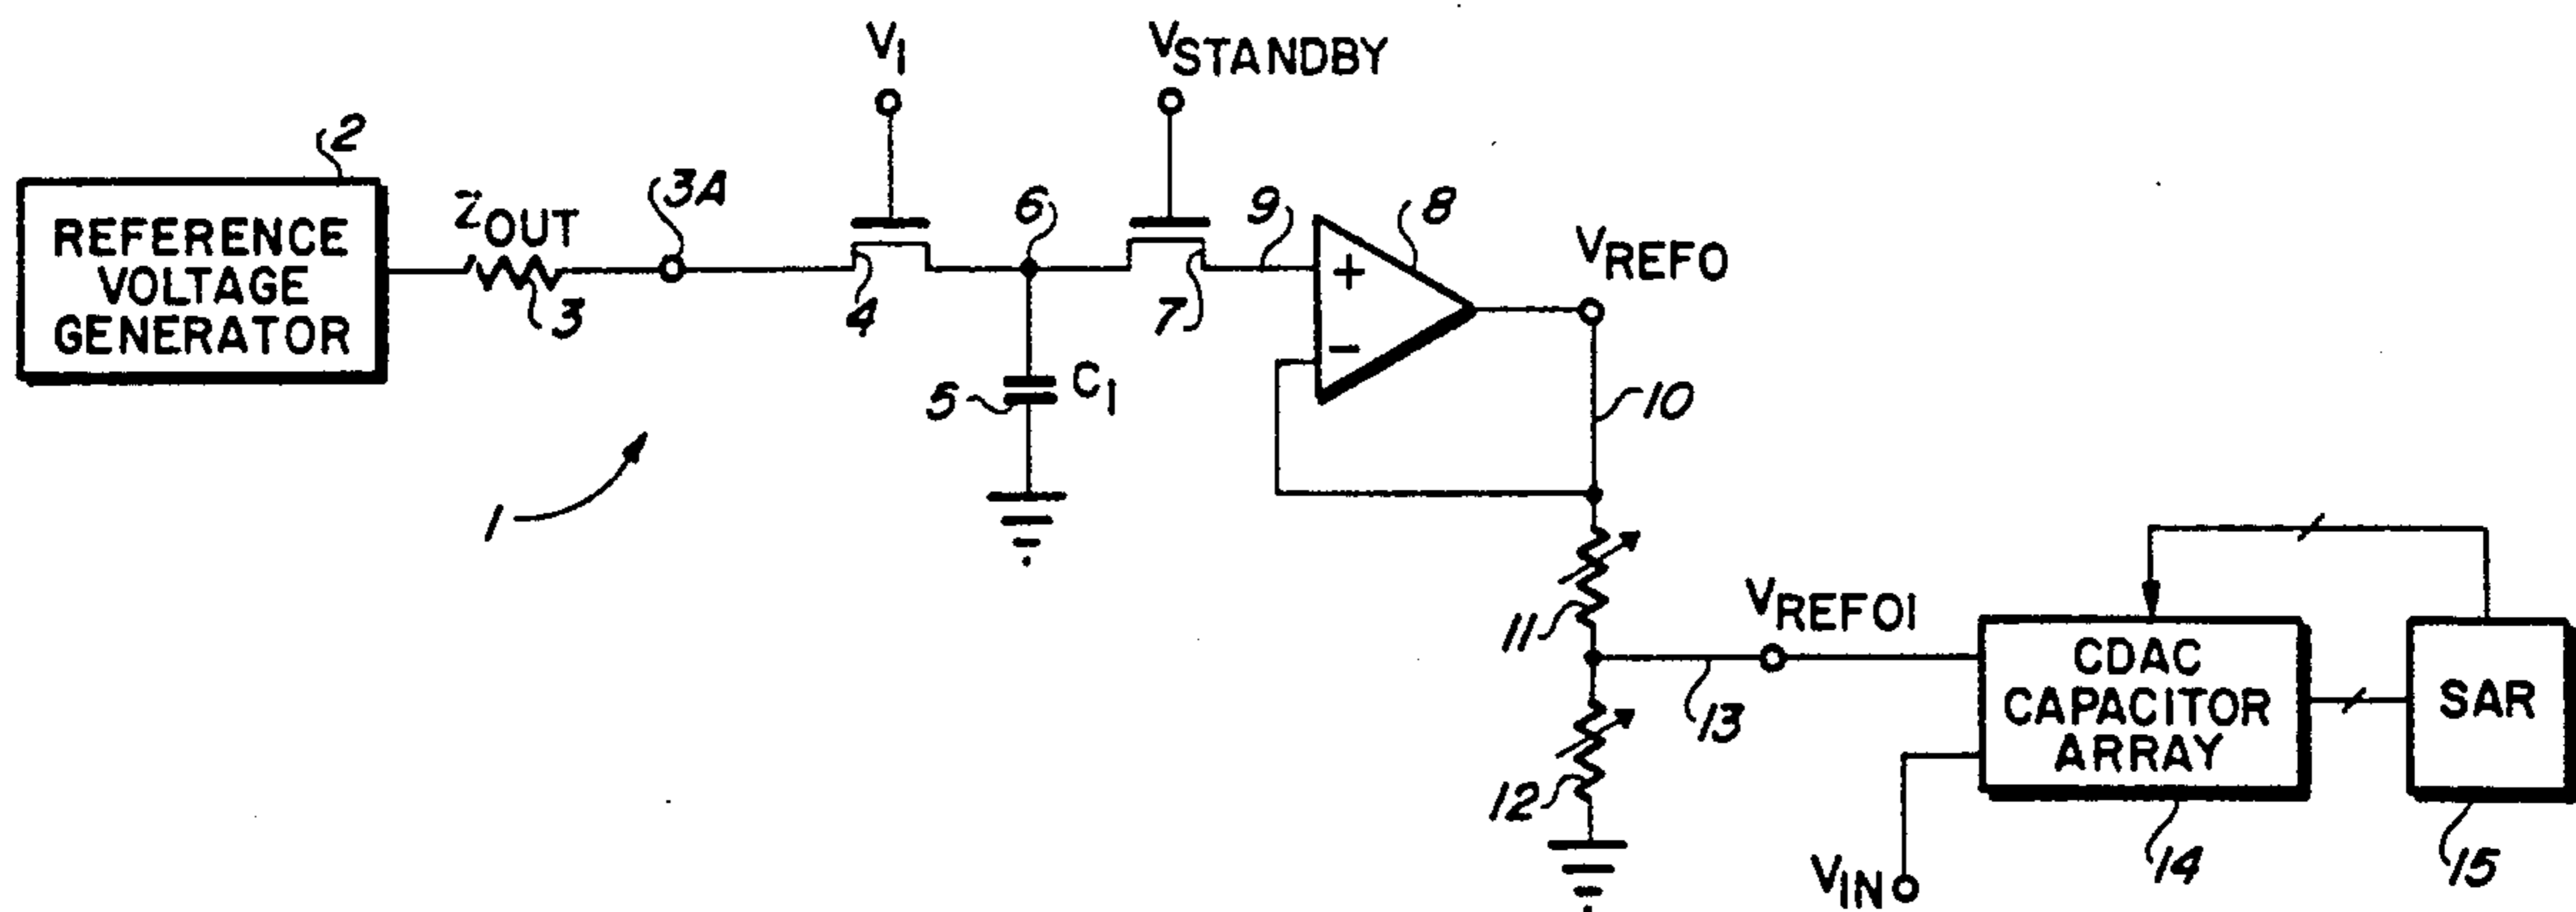 V1
VSTANDBY
2
REFERENCE
VOLTAGE
GENERATOR
ZOUT
3
3A
4
6
5
C1
7
9
+
-
8
VREFO
10
1
11
12
VREFO1
13
CDAC
CAPACITOR
ARRAY
14
SAR
15
VIN